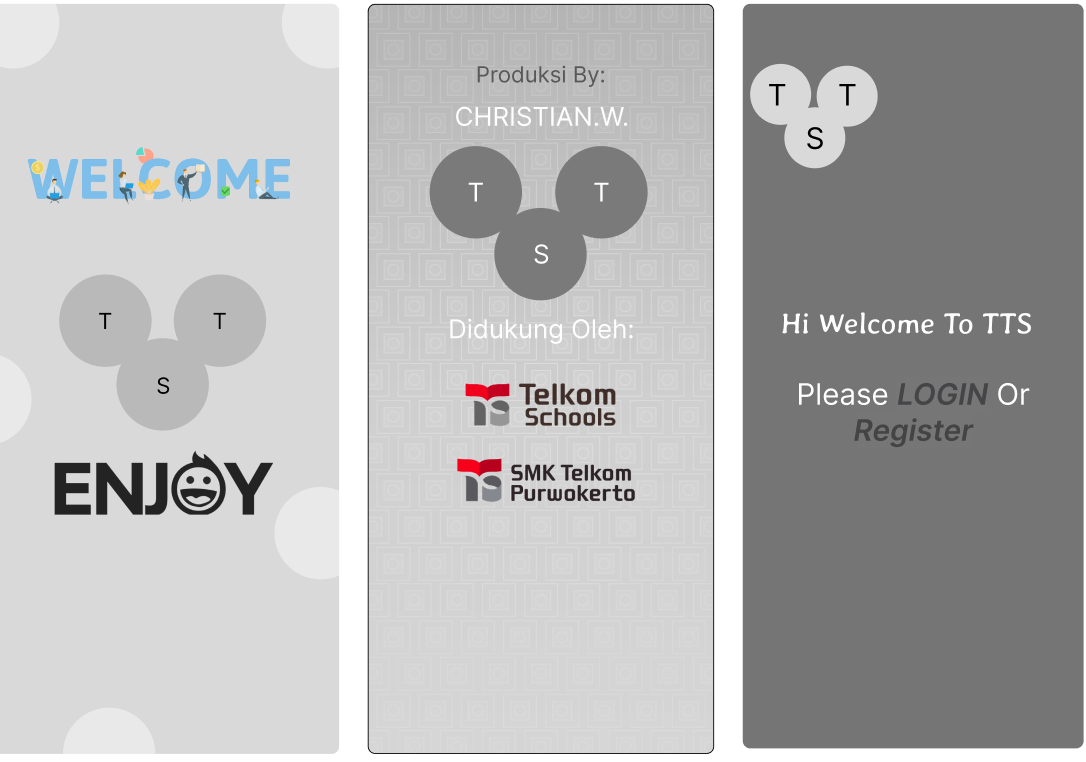 WELCOME
T T
S
ENJOY
Produksi By:
CHRISTIAN.W.
T T
S
Didukung Oleh:
Telkom
Schools
SMK Telkom
Purwokerto
T T
S
Hi Welcome To TTS
Please LOGIN Or
Register